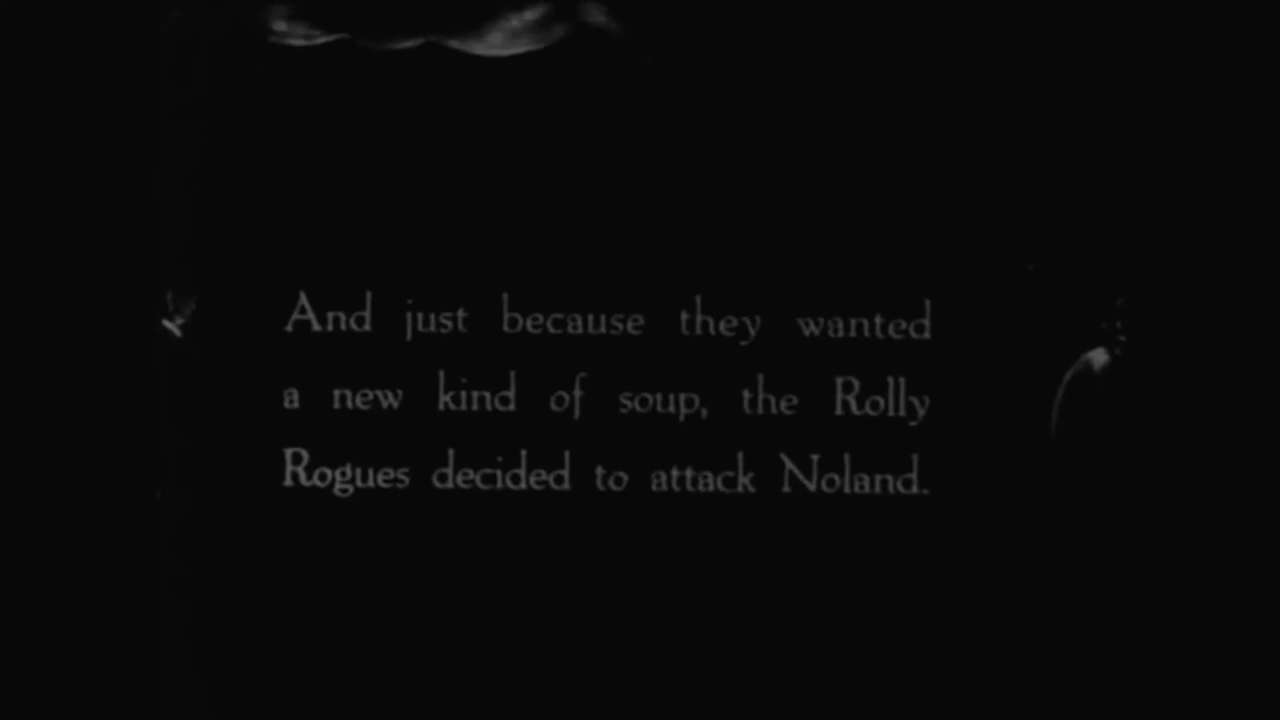 And just because they wanted
a new kind of soup, the Rolly
Rogues decided to attack Noland.